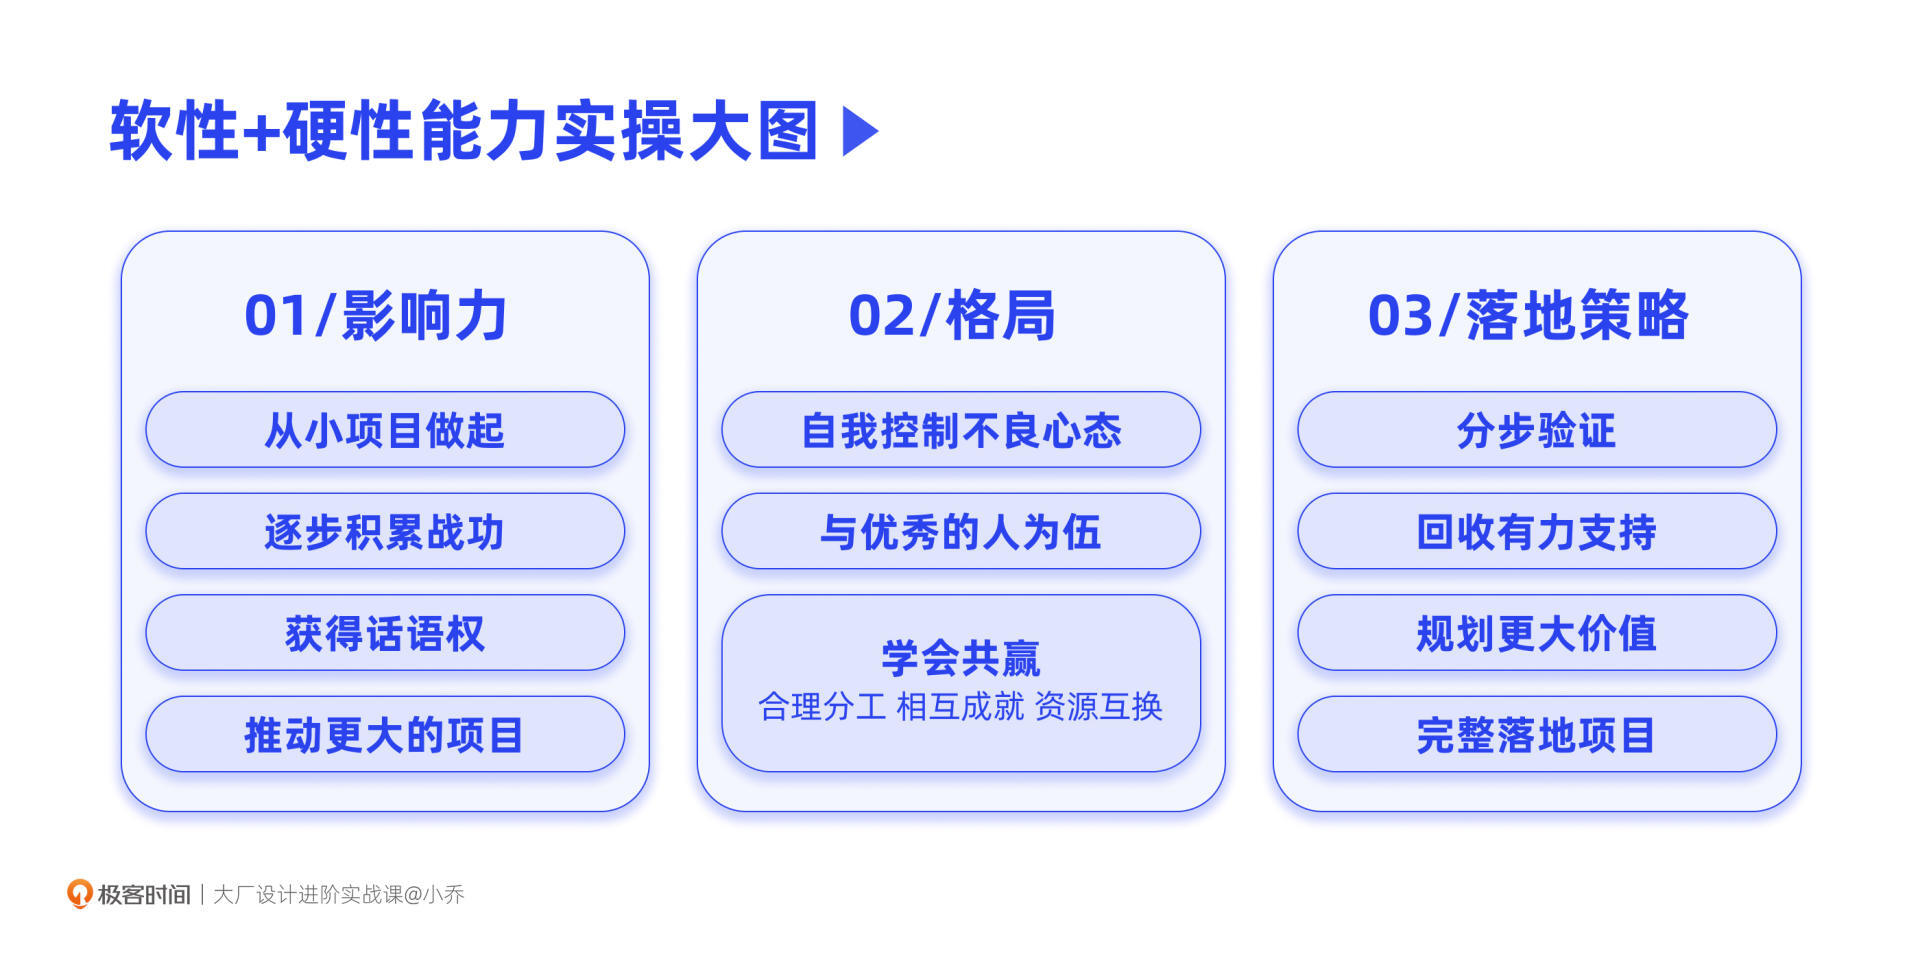 软性+硬性能力实操大图
01/影响力
从小项目做起
逐步积累战功
获得话语权
推动更大的项目
02/格局
自我控制不良心态
与优秀的人为伍
学会共赢
合理分工 相互成就 资源互换
03/落地策略
分步验证
回收有力支持
规划更大价值
完整落地项目
极客时间 | 大厂设计进阶实战课@小乔